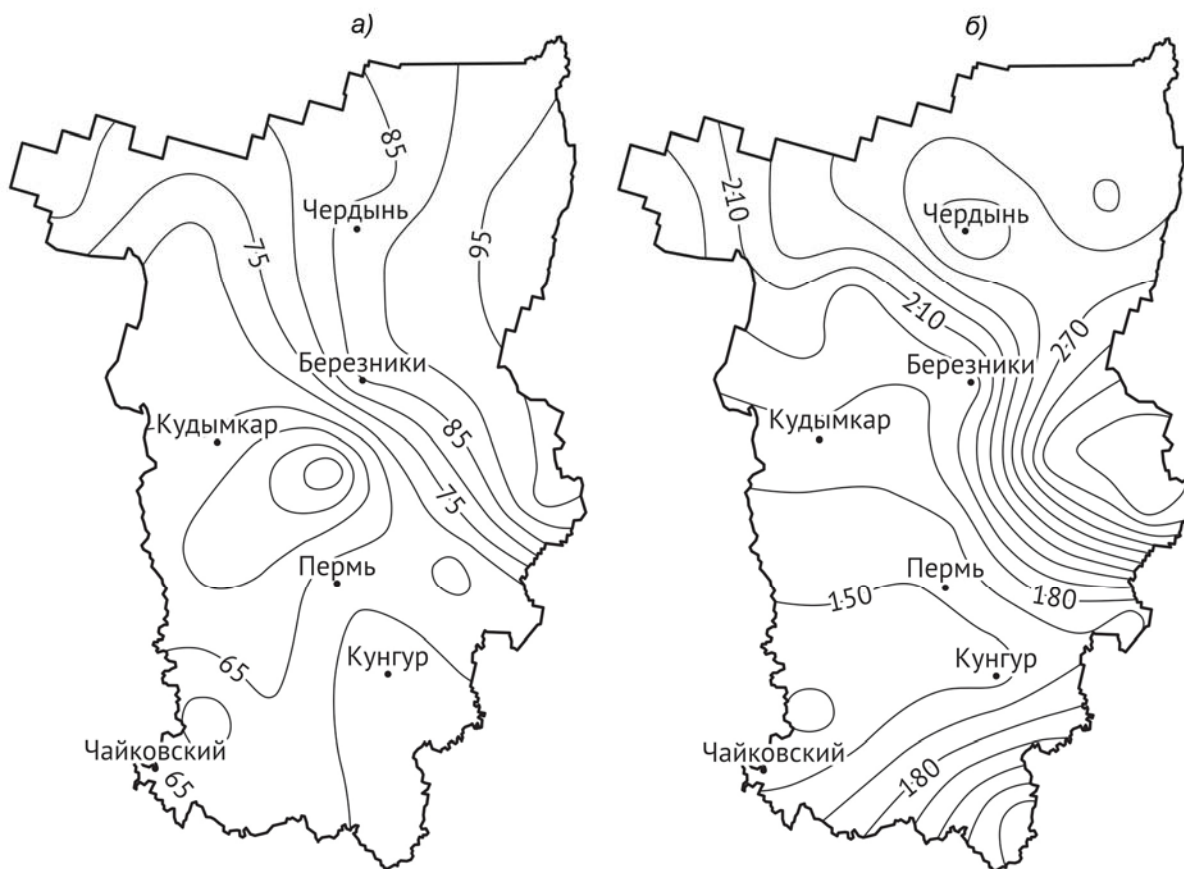 а)
85
Чердынь
75
95
Березники
Кудымкар
85
75
Пермь
65
Кунгур
Чайковский
65
б)
210
Чердынь
210
270
Березники
Кудымкар
Пермь
150
180
Кунгур
Чайковский
180